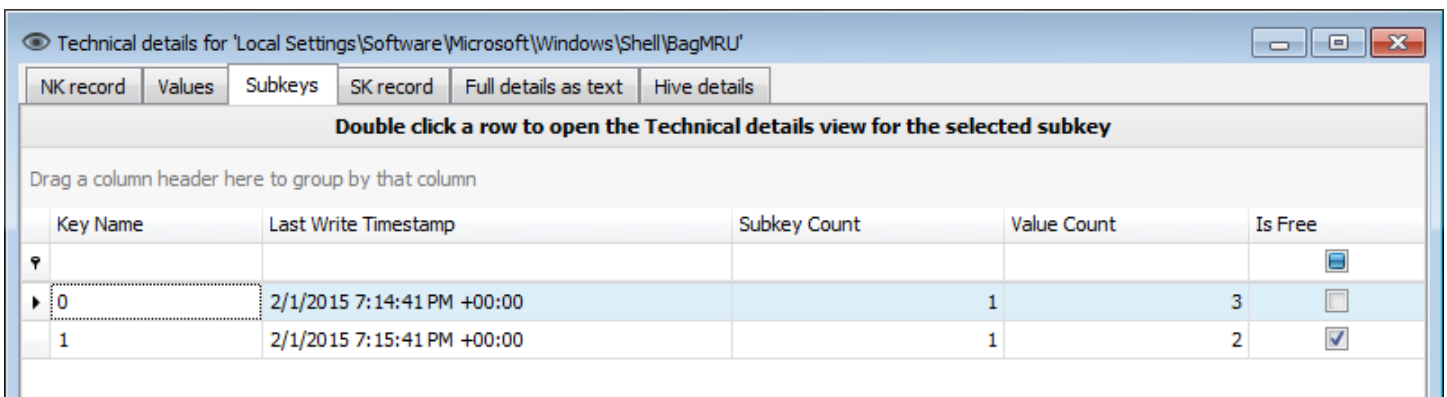 Technical details for 'Local Settings\Software\Microsoft\Windows\Shell\BagMRU'
NK record Values Subkeys SK record Full details as text Hive details
Double click a row to open the Technical details view for the selected subkey
Drag a column header here to group by that column
Key Name Last Write Timestamp Subkey Count Value Count Is Free
0 2/1/2015 7:14:41 PM +00:00 1 3
1 2/1/2015 7:15:41 PM +00:00 1 2